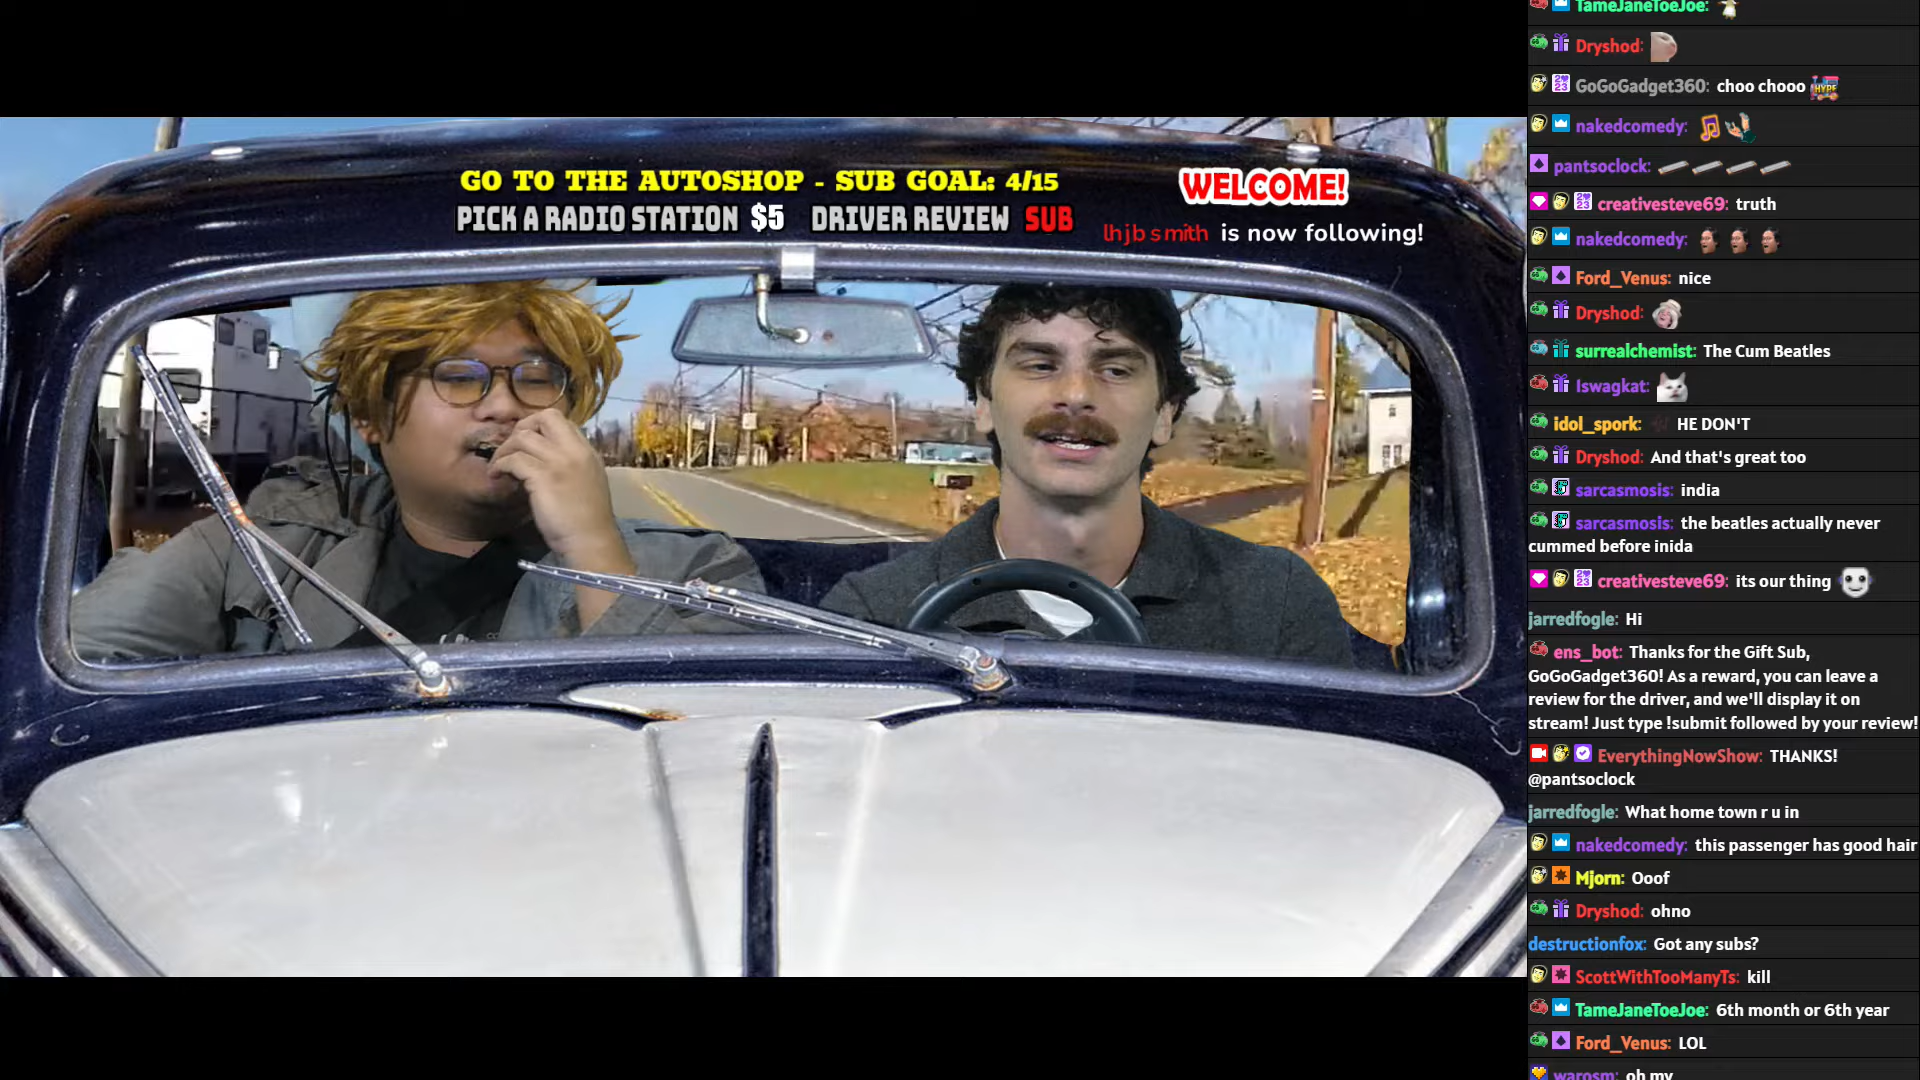 GO TO THE AUTOSHOP - SUB GOAL: 4/15
PICK A RADIO STATION $5 DRIVER REVIEW SUB
WELCOME!
lhjbsmith is now following!
TameJaneToeJoe:
Dryshod:
GoGoGadget360: choo chooo HYPE
nakedcomedy:
pantsoclock:
creativesteve69: truth
nakedcomedy:
Ford_Venus: nice
Dryshod:
surrealchemist: The Cum Beatles
Iswagkat:
idol_spork: HE DON'T
Dryshod: And that's great too
sarcasmosis: india
sarcasmosis: the beatles actually never
cummed before inida
creativesteve69: its our thing
jarredfogle: Hi
ens_bot: Thanks for the Gift Sub,
GoGoGadget360! As a reward, you can leave a
review for the driver, and we'll display it on
stream! Just type !submit followed by your review!
EverythingNowShow: THANKS!
@pantsoclock
jarredfogle: What home town r u in
nakedcomedy: this passenger has good hair
Mjorn: Ooof
Dryshod: ohno
destructionfox: Got any subs?
ScottWithTooManyTs: kill
TameJaneToeJoe: 6th month or 6th year
Ford_Venus: LOL
warosm: oh my